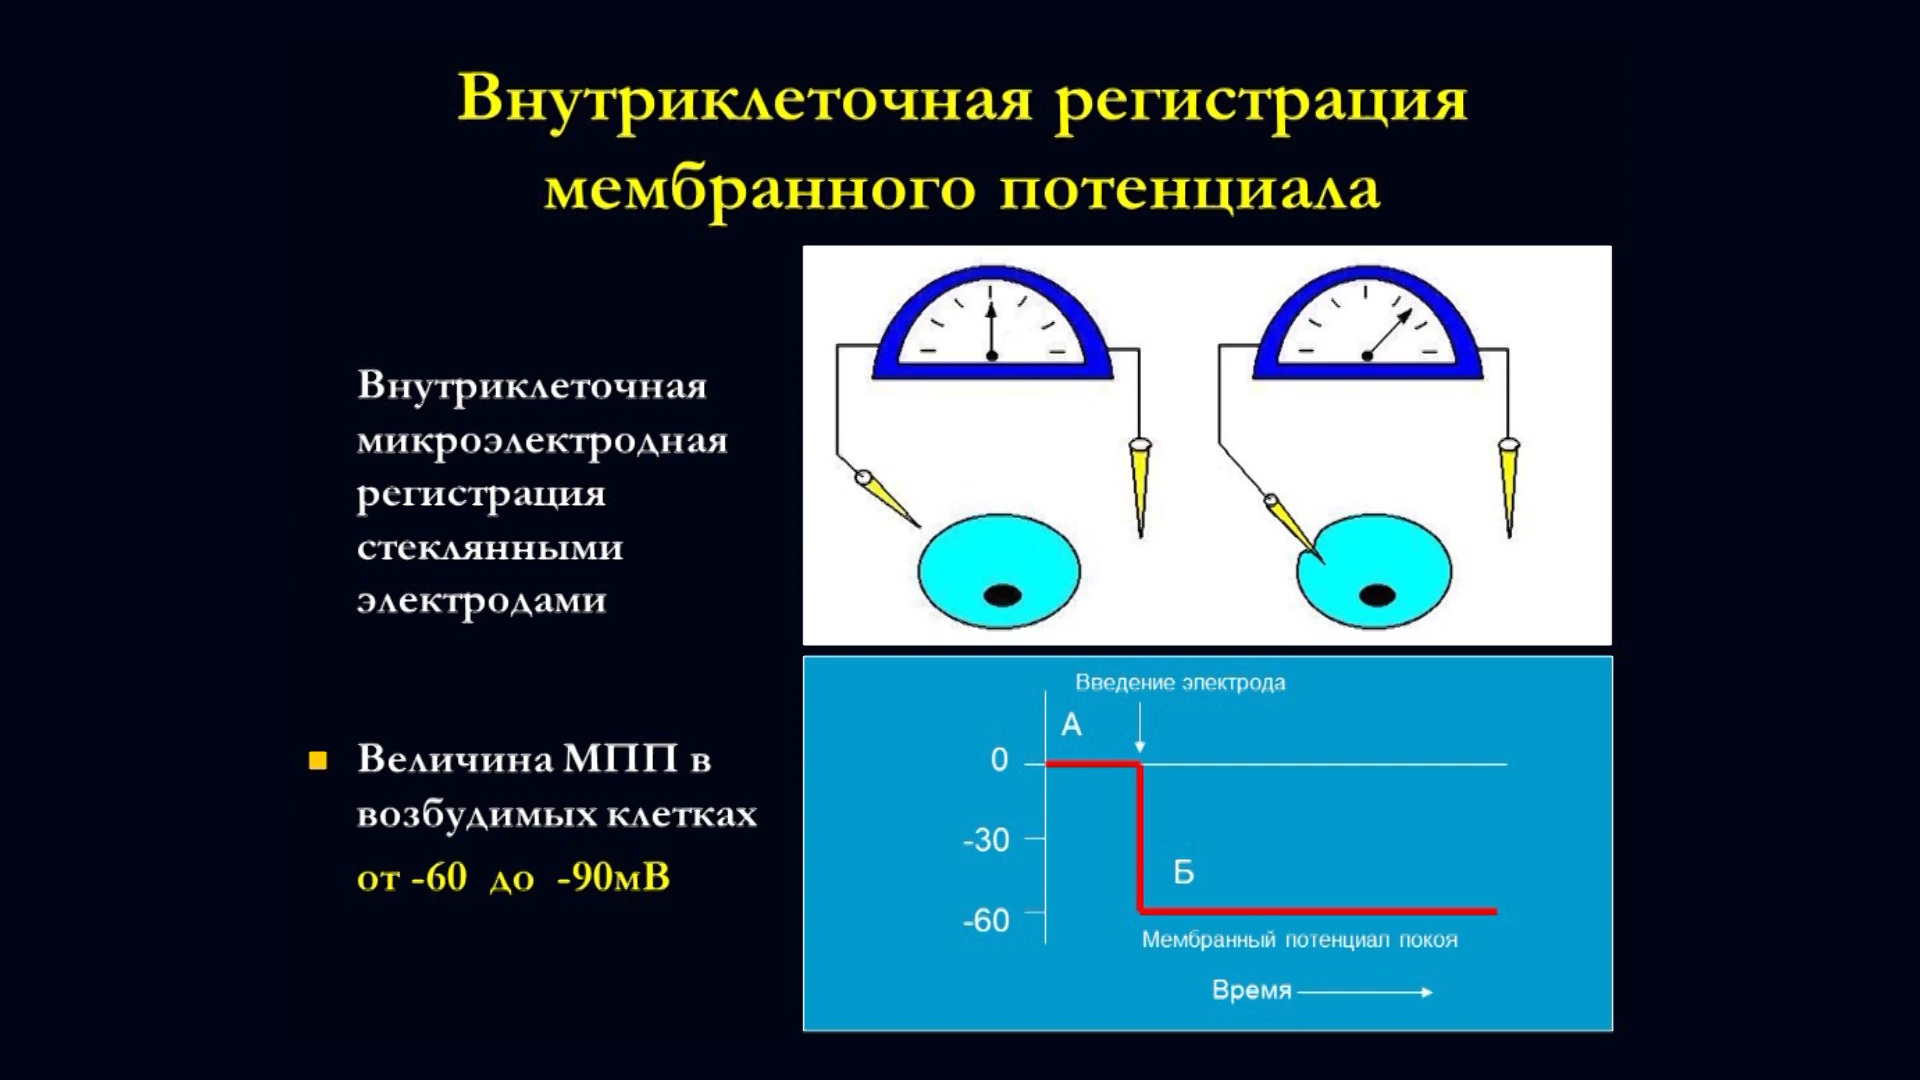 Внутриклеточная регистрация
мембранного потенциала
Внутриклеточная
микроэлектродная
регистрация
стеклянными
электродами
Величина МПП в
возбудимых клетках
от -60 до -90мВ
Введение электрода
А
0
-30
Б
-60
Мембранный потенциал покоя
Время